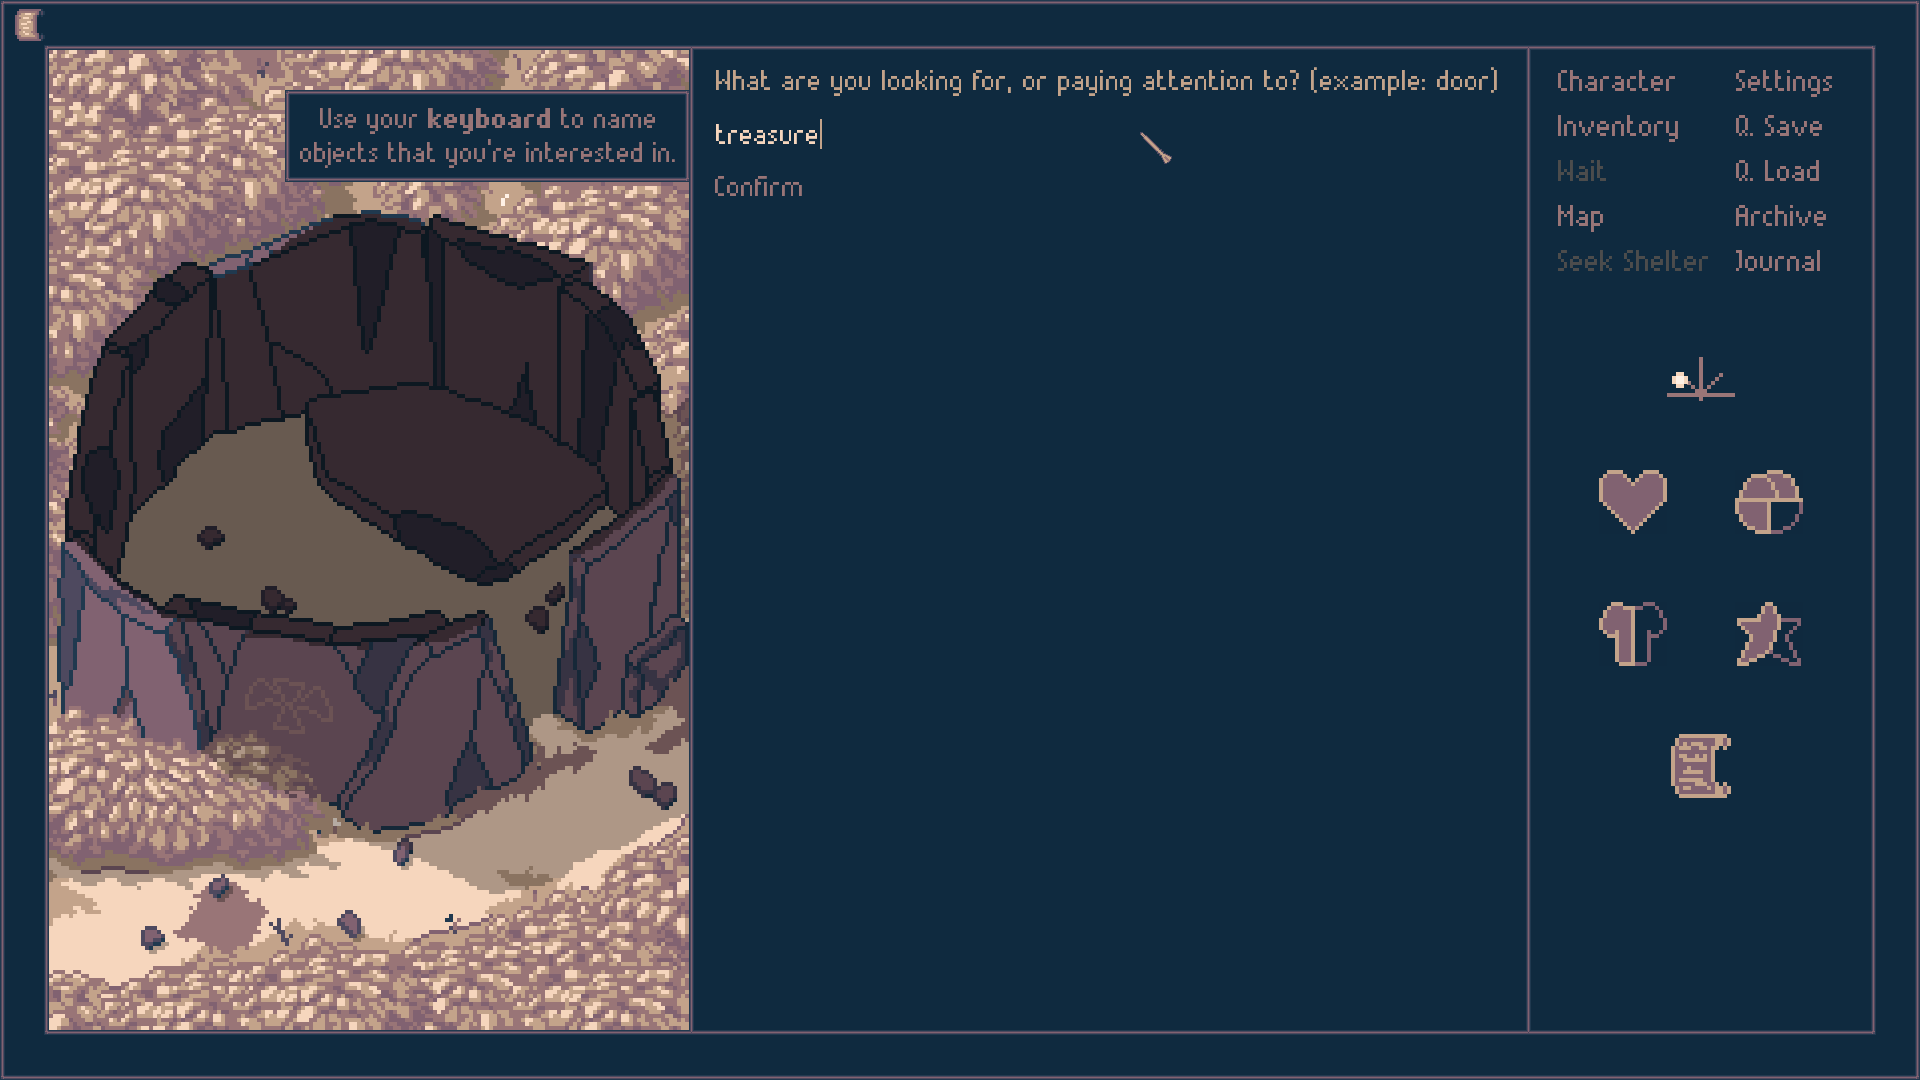 Use your keyboard to name
objects that you're interested in.
What are you looking for, or paying attention to? (example: door)
treasure
Confirm
Character
Settings
Inventory
Q. Save
Wait
Q. Load
Map
Archive
Seek Shelter
Journal